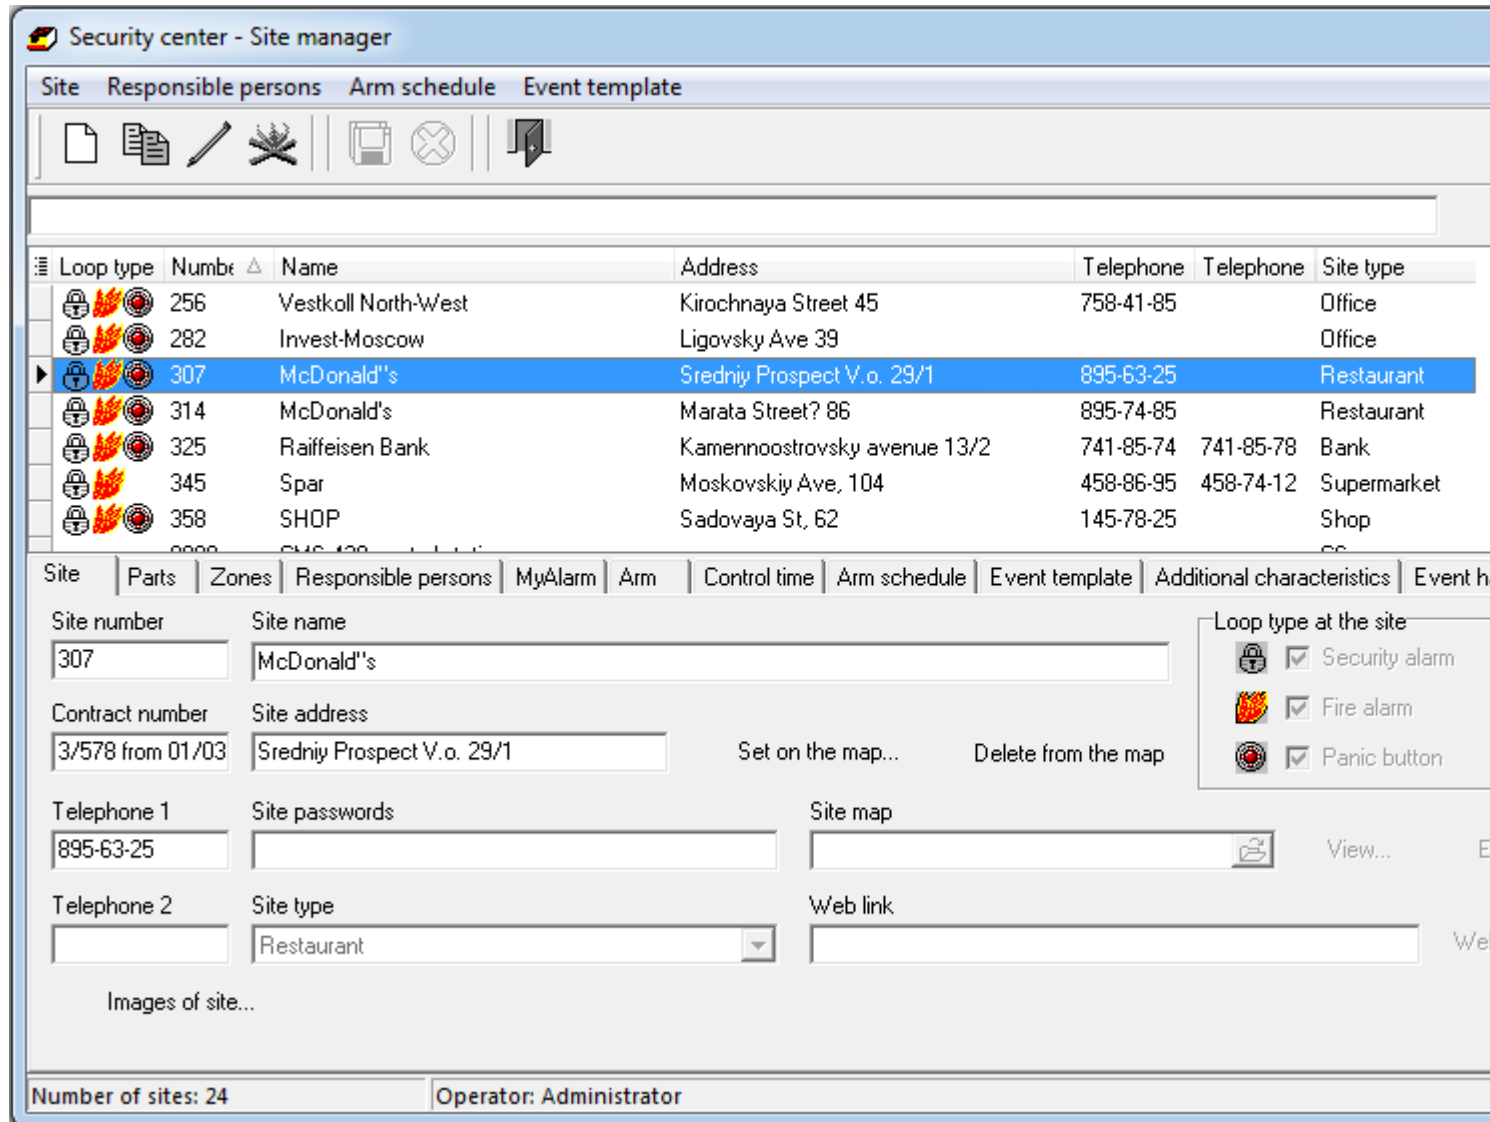 Security center - Site manager
Site Responsible persons Arm schedule Event template
Loop type Numbe Name Address Telephone Telephone Site type
256 Vestkoll North-West Kirochnaya Street 45 758-41-85 Office
282 Invest-Moscow Ligovsky Ave 39 Office
307 McDonald''s Sredniy Prospect V.o. 29/1 895-63-25 Restaurant
314 McDonald's Marata Street? 86 895-74-85 Restaurant
325 Raiffeisen Bank Kamennoostrovsky avenue 13/2 741-85-74 741-85-78 Bank
345 Spar Moskovskiy Ave, 104 458-86-95 458-74-12 Supermarket
358 SHOP Sadovaya St, 62 145-78-25 Shop
Site Parts Zones Responsible persons MyAlarm Arm Control time Arm schedule Event template Additional characteristics Event h
Site number Site name Loop type at the site
307 McDonald''s Security alarm
Contract number Site address Fire alarm
3/578 from 01/03 Sredniy Prospect V.o. 29/1 Set on the map... Delete from the map Panic button
Telephone 1 Site passwords Site map
895-63-25 View... E
Telephone 2 Site type Web link
Restaurant Wel
Images of site...
Number of sites: 24 Operator: Administrator